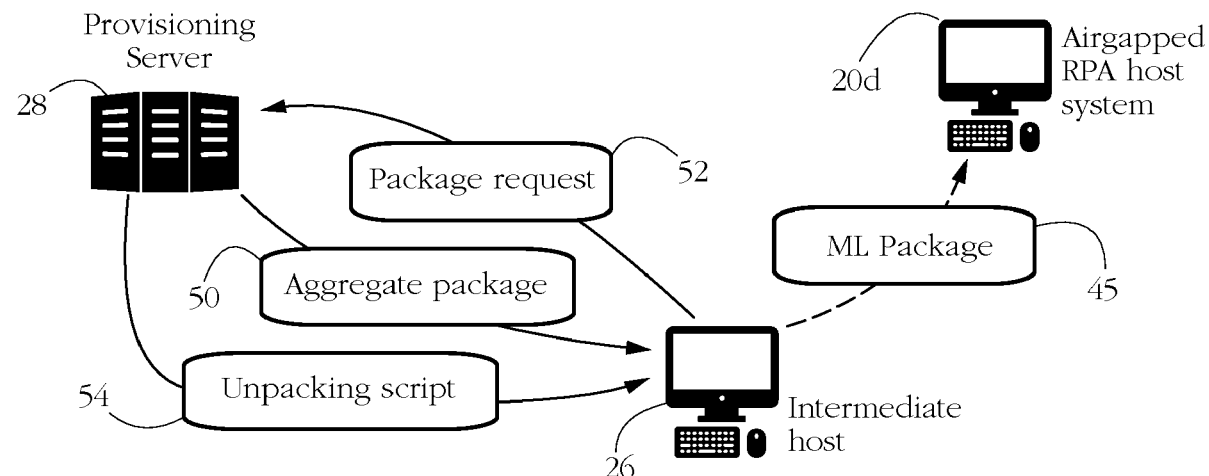 Provisioning
Server
28
20d
Airgapped
RPA host
system
Package request
52
ML Package
45
50
Aggregate package
54
Unpacking script
26
Intermediate
host